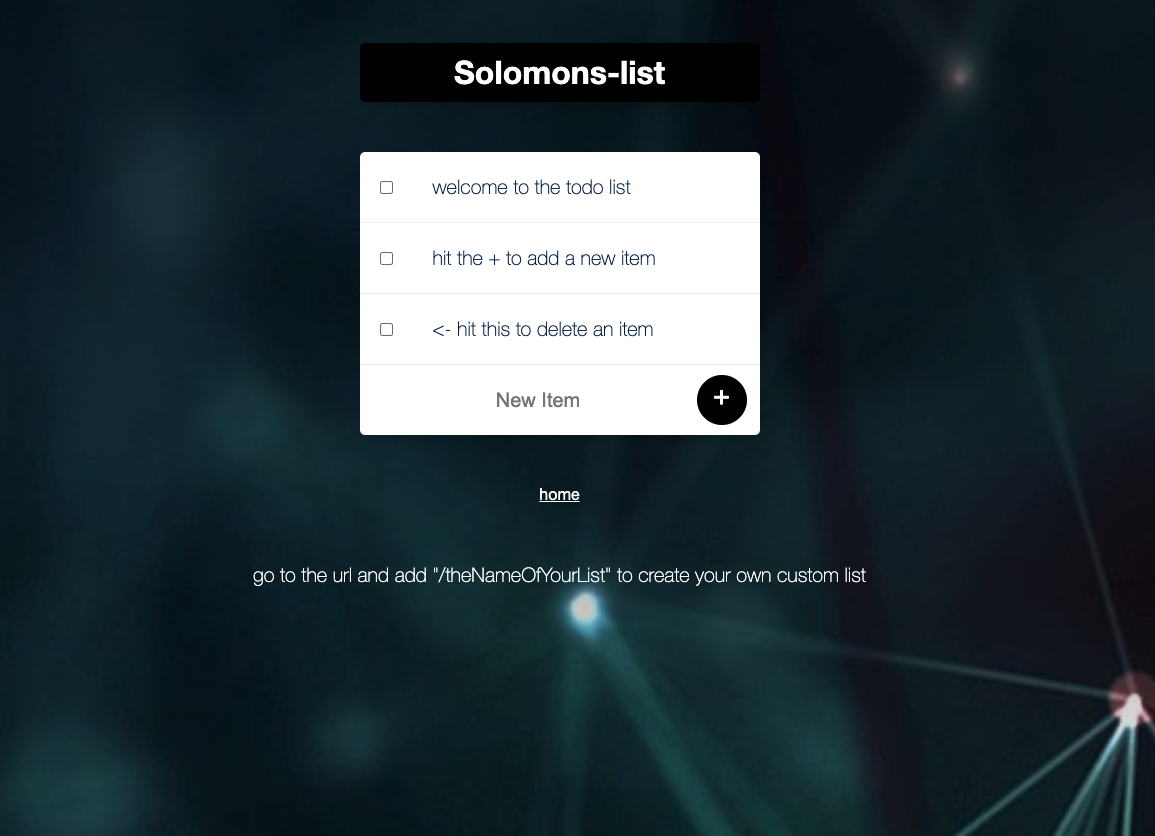 Solomons-list
welcome to the todo list
hit the + to add a new item
<- hit this to delete an item
New Item
+
home
go to the url and add "/theNameOfYourList" to create your own custom list